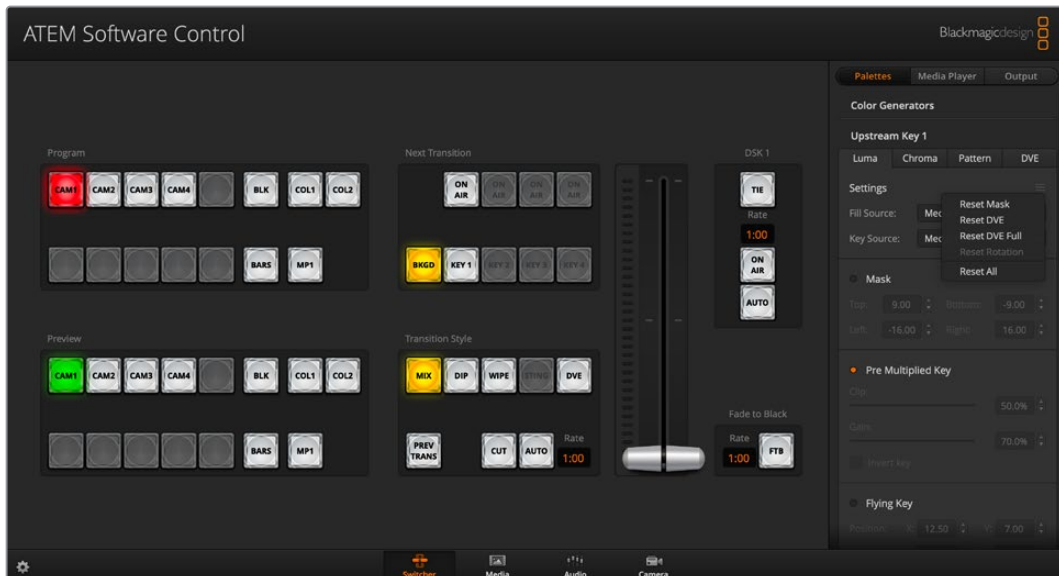 ATEM Software Control
Blackmagicdesign
Palettes Media Player Output
Color Generators
Upstream Key 1
Luma Chroma Pattern DVE
Settings
Fill Source: Med
Key Source: Med
Reset Mask
Reset DVE
Reset DVE Full
Reset Rotation
Reset All
Mask
Top: 9.00 Bottom: -9.00
Left: -16.00 Right: 16.00
Pre Multiplied Key
Clip:
50.0%
Gain:
70.0%
Invert Key
Flying Key
Position: X: 12.50 Y: 7.00
Program
CAM1 CAM2 CAM3 CAM4 BLK COL1 COL2
BARS MP1
Next Transition
ON AIR ON AIR ON AIR ON AIR
BKGD KEY 1 KEY 2 KEY 3 KEY 4
DSK 1
TIE
Rate
1:00
ON AIR
AUTO
Preview
CAM1 CAM2 CAM3 CAM4 BLK COL1 COL2
BARS MP1
Transition Style
MIX DIP WIPE STING DVE
PREV TRANS CUT AUTO Rate 1:00
Fade to Black
Rate
1:00 FTB
Switcher Media Audio Camera